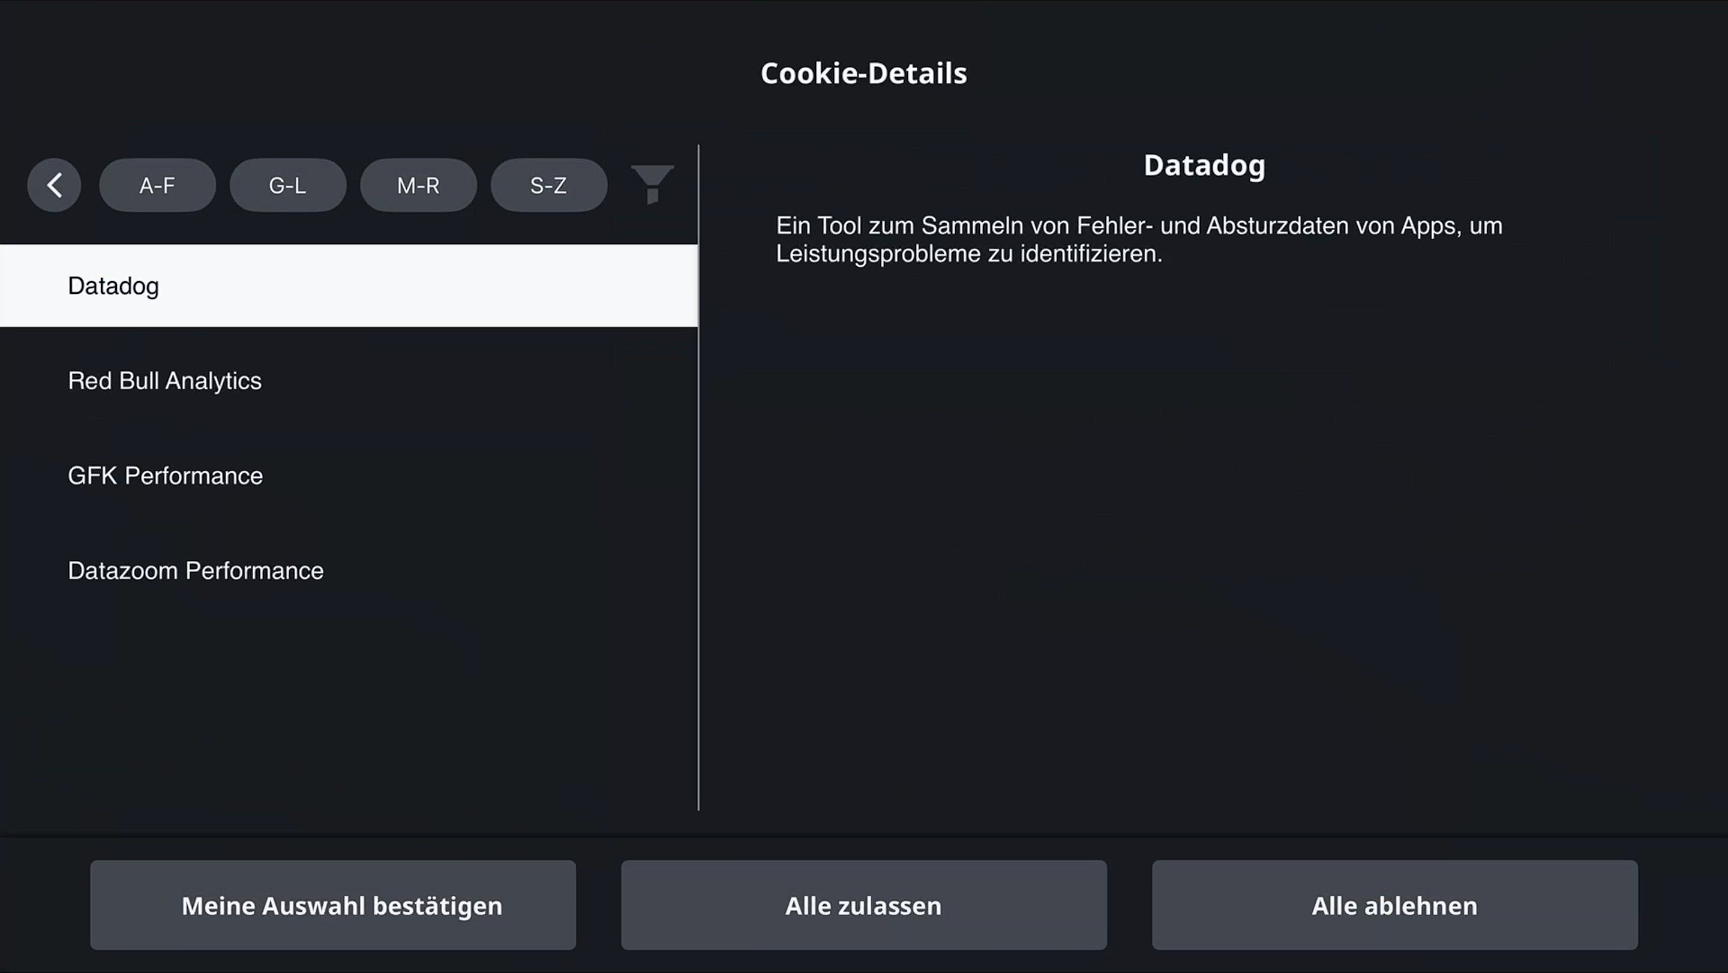 Cookie-Details
A-F
G-L
M-R
S-Z
Datadog
Red Bull Analytics
GFK Performance
Datazoom Performance
Datadog
Ein Tool zum Sammeln von Fehler- und Absturzdaten von Apps, um
Leistungsprobleme zu identifizieren.
Meine Auswahl bestätigen
Alle zulassen
Alle ablehnen